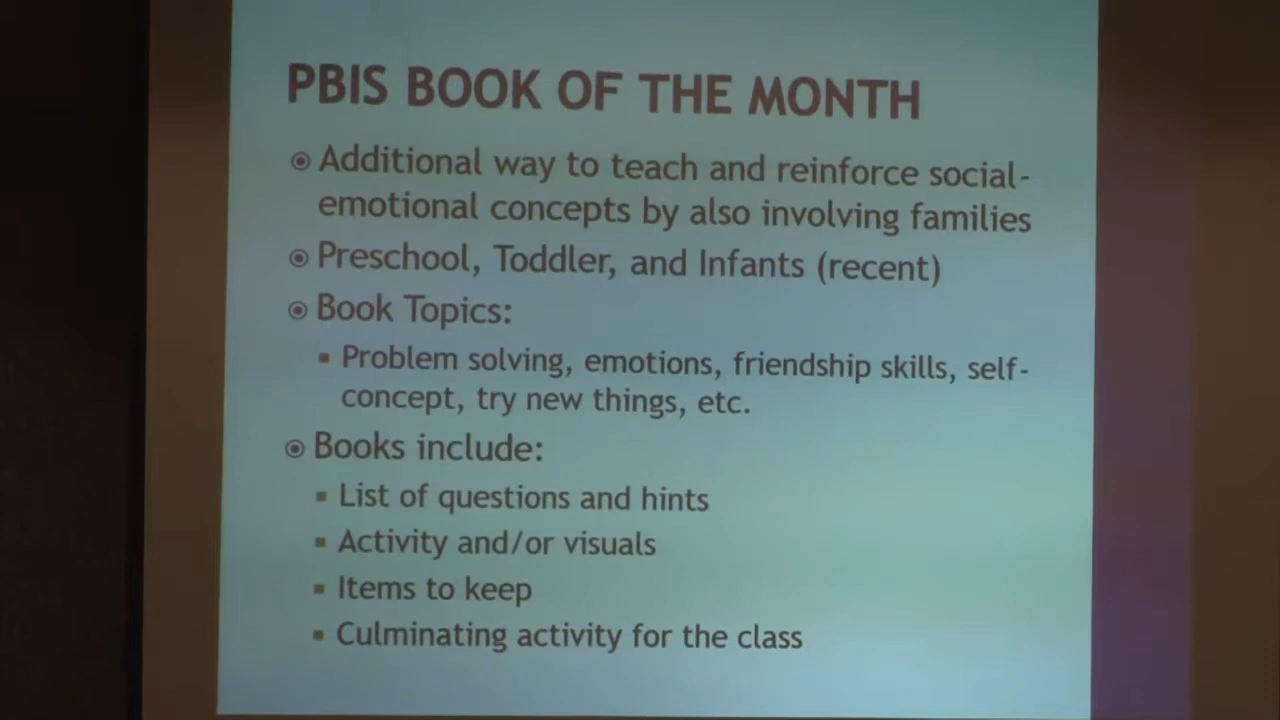 PBIS BOOK OF THE MONTH
Additional way to teach and reinforce social-
emotional concepts by also involving families
Preschool, Toddler, and Infants (recent)
Book Topics:
Problem solving, emotions, friendship skills, self-
concept, try new things, etc.
Books include:
List of questions and hints
Activity and/or visuals
Items to keep
Culminating activity for the class